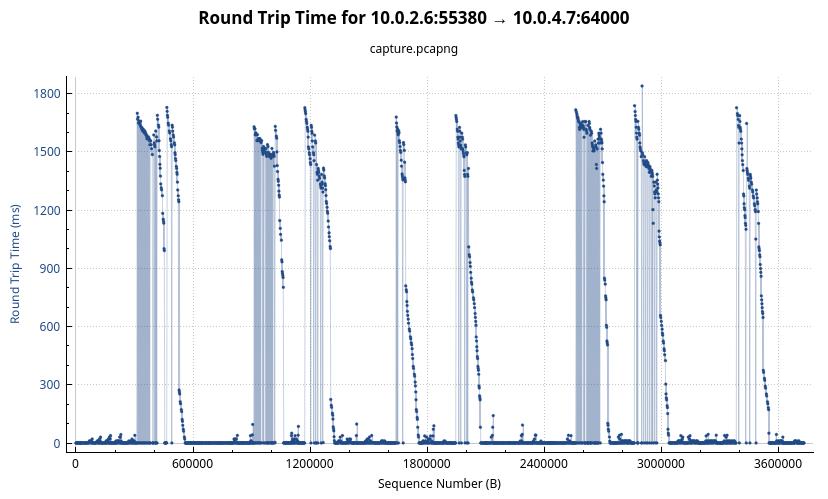 Round Trip Time for 10.0.2.6:55380 → 10.0.4.7:64000
capture.pcapng
Round Trip Time (ms)
1800
1500
1200
900
600
300
0
0 600000 1200000 1800000 2400000 3000000 3600000
Sequence Number (B)